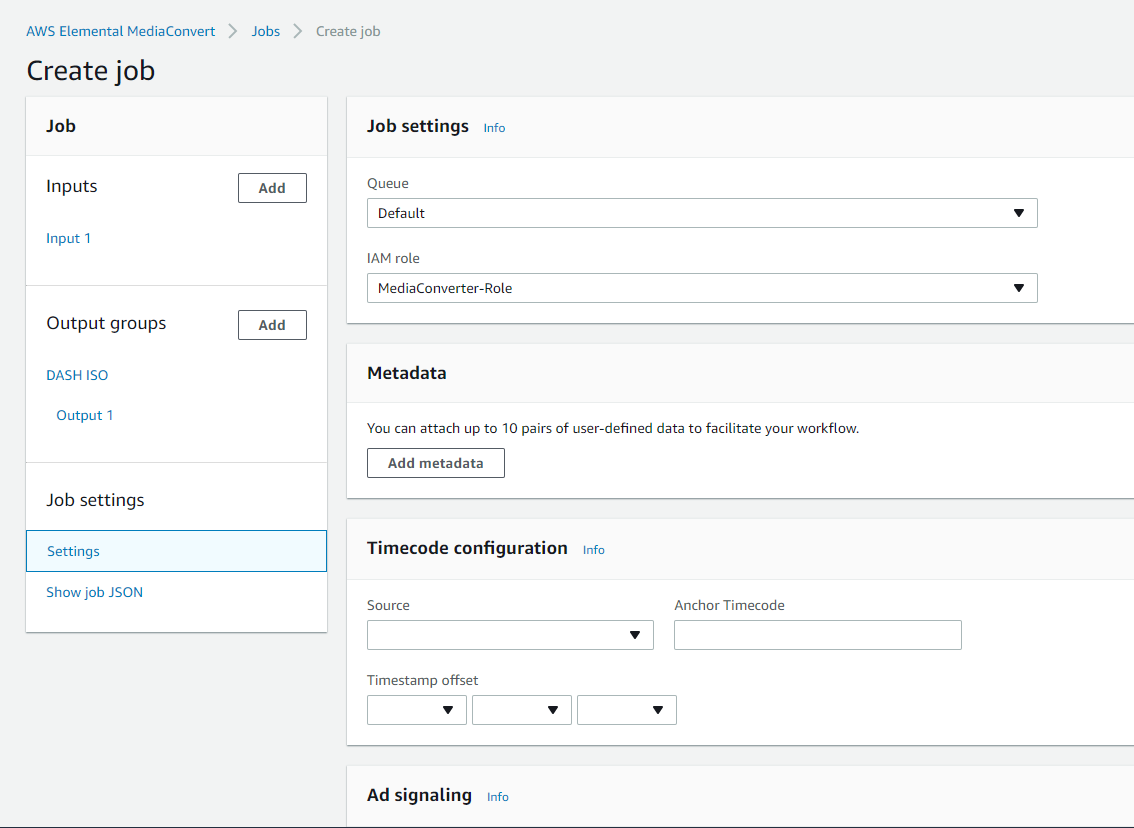 AWS Elemental MediaConvert > Jobs > Create job
Create job
Job
Inputs
Add
Input 1
Output groups
Add
DASH ISO
Output 1
Job settings
Settings
Show job JSON
Job settings Info
Queue
Default
IAM role
MediaConverter-Role
Metadata
You can attach up to 10 pairs of user-defined data to facilitate your workflow.
Add metadata
Timecode configuration Info
Source
Anchor Timecode
Timestamp offset
Ad signaling Info